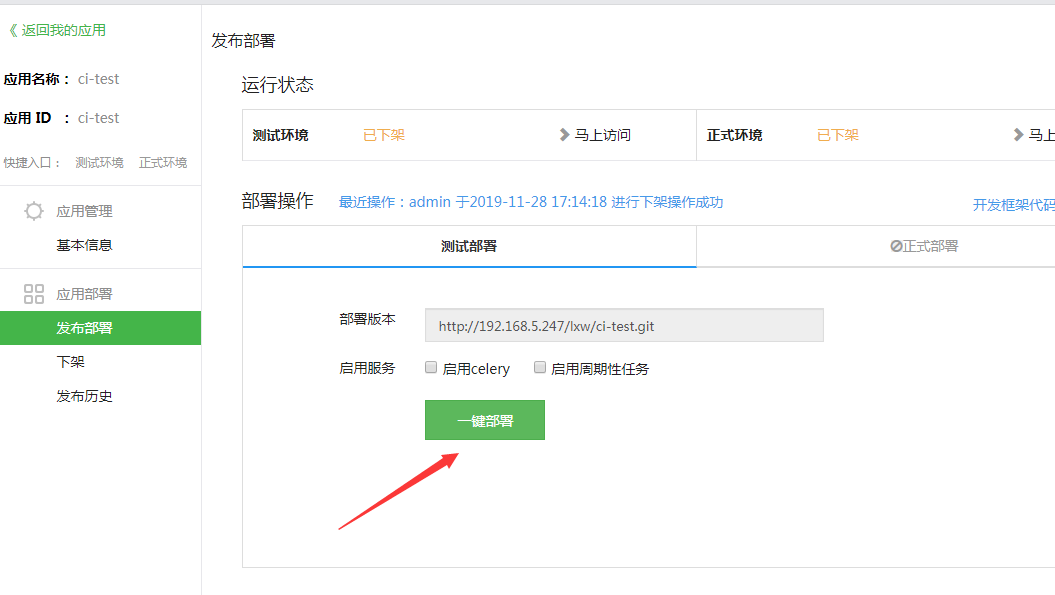 《 返回我的应用
应用名称： ci-test
应用 ID ： ci-test
快捷入口： 测试环境 正式环境
应用管理
基本信息
应用部署
发布部署
下架
发布历史
发布部署
运行状态
测试环境 已下架 马上访问 正式环境 已下架 马上
部署操作 最近操作：admin 于2019-11-28 17:14:18 进行下架操作成功 开发框架代码
测试部署 正式部署
部署版本 http://192.168.5.247/lxw/ci-test.git
启用服务 启用celery 启用周期性任务
一键部署